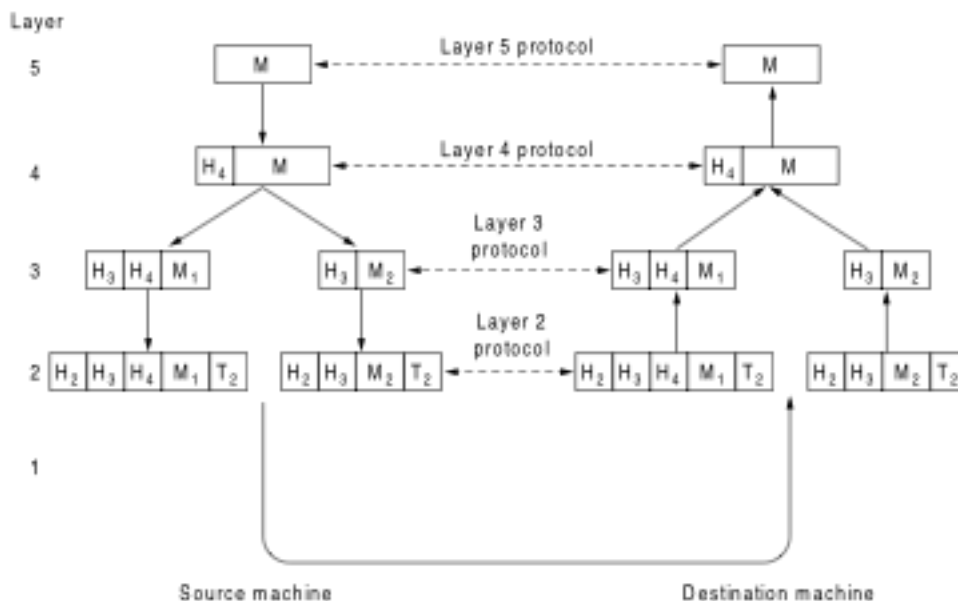 Layer
5
M
Layer 5 protocol
M
4
H₄ M
Layer 4 protocol
H₄ M
3
H₃ H₄ M₁
H₃ M₂
Layer 3
protocol
H₃ H₄ M₁
H₃ M₂
2
H₂ H₃ H₄ M₁ T₂
H₂ H₃ M₂ T₂
Layer 2
protocol
H₂ H₃ H₄ M₁ T₂
H₂ H₃ M₂ T₂
1
Source machine
Destination machine